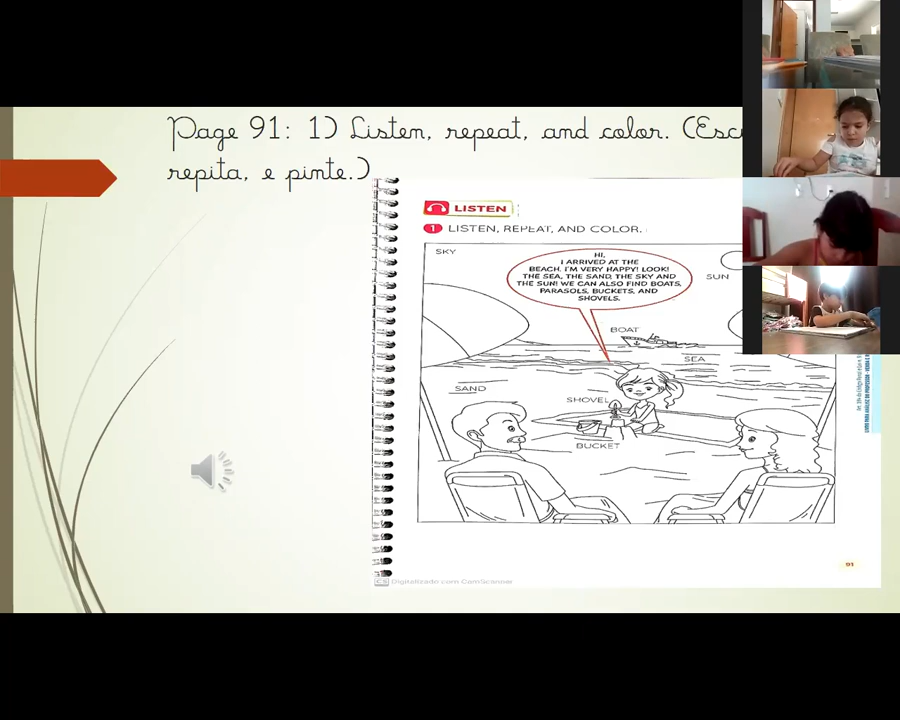 Page 91: 1) Listen, repeat, and color. (Escu
repita, e pinte.)
LISTEN
1 LISTEN, REPEAT, AND COLOR.
SKY
HI,
I ARRIVED AT THE
BEACH. I'M VERY HAPPY! LOOK!
THE SEA, THE SAND, THE SKY AND
THE SUN! WE CAN ALSO FIND BOATS,
PARASOLS, BUCKETS, AND
SHOVELS.
SUN
BOAT
SEA
SAND
SHOVEL
BUCKET
91
CS Digitalizado com CamScanner